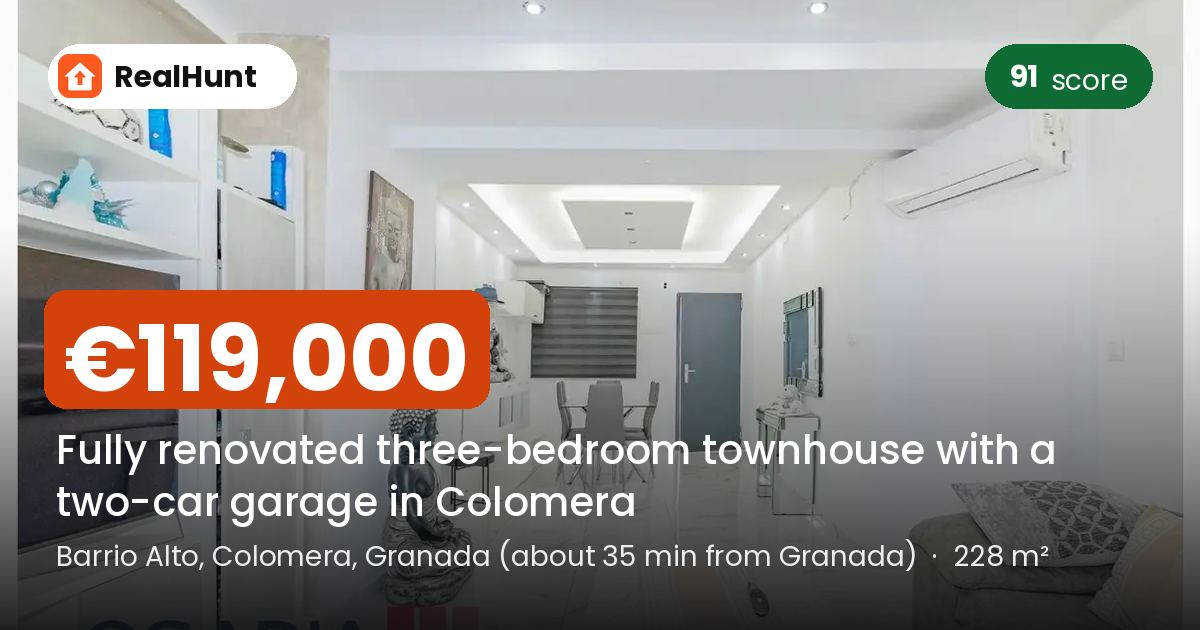 RealHunt
91 score
€119,000
Fully renovated three-bedroom townhouse with a
two-car garage in Colomera
Barrio Alto, Colomera, Granada (about 35 min from Granada) · 228 m²